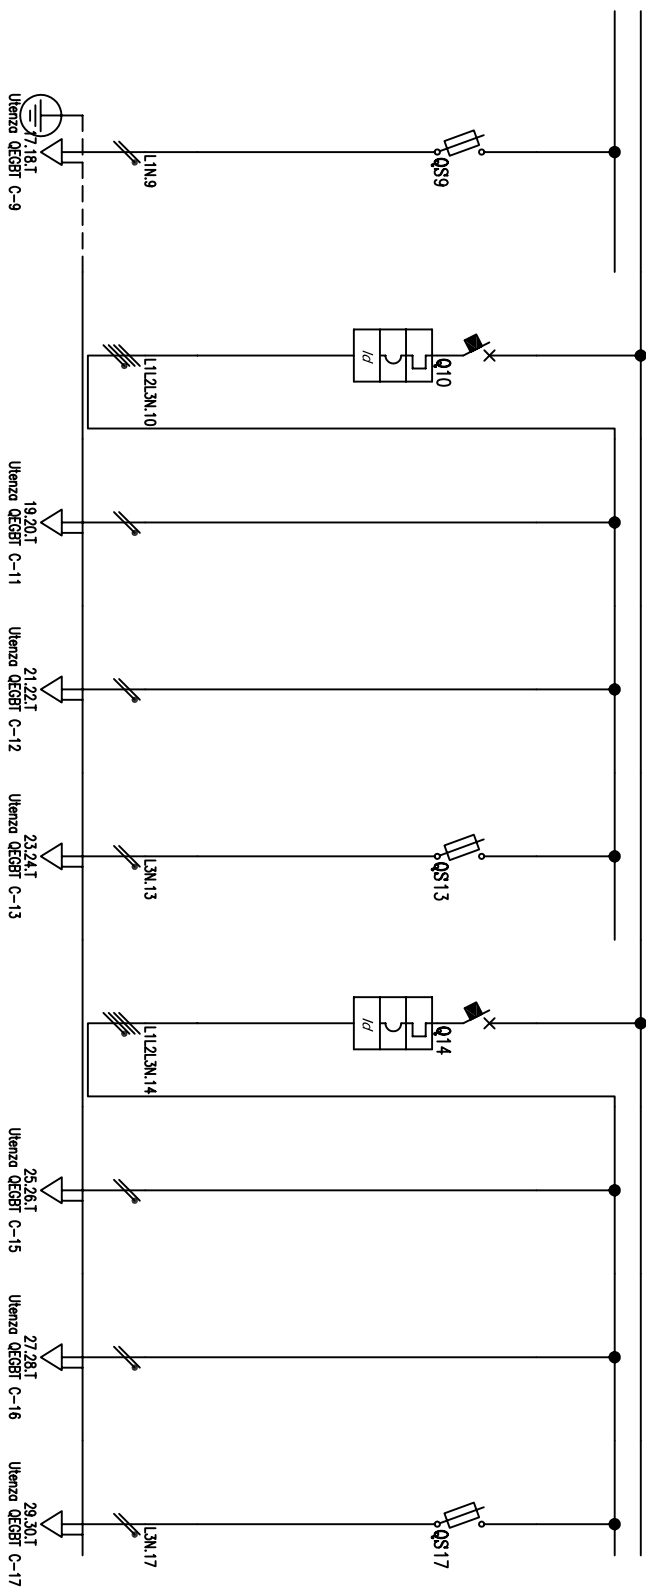 QS9
L1N.9
17.18.T
Utenza QEGBT C-9
Q10
Id
L1L2L3N.10
19.20.T
Utenza QEGBT C-11
21.22.T
Utenza QEGBT C-12
QS13
L3N.13
23.24.T
Utenza QEGBT C-13
Q14
Id
L1L2L3N.14
25.26.T
Utenza QEGBT C-15
27.28.T
Utenza QEGBT C-16
QS17
L3N.17
29.30.T
Utenza QEGBT C-17